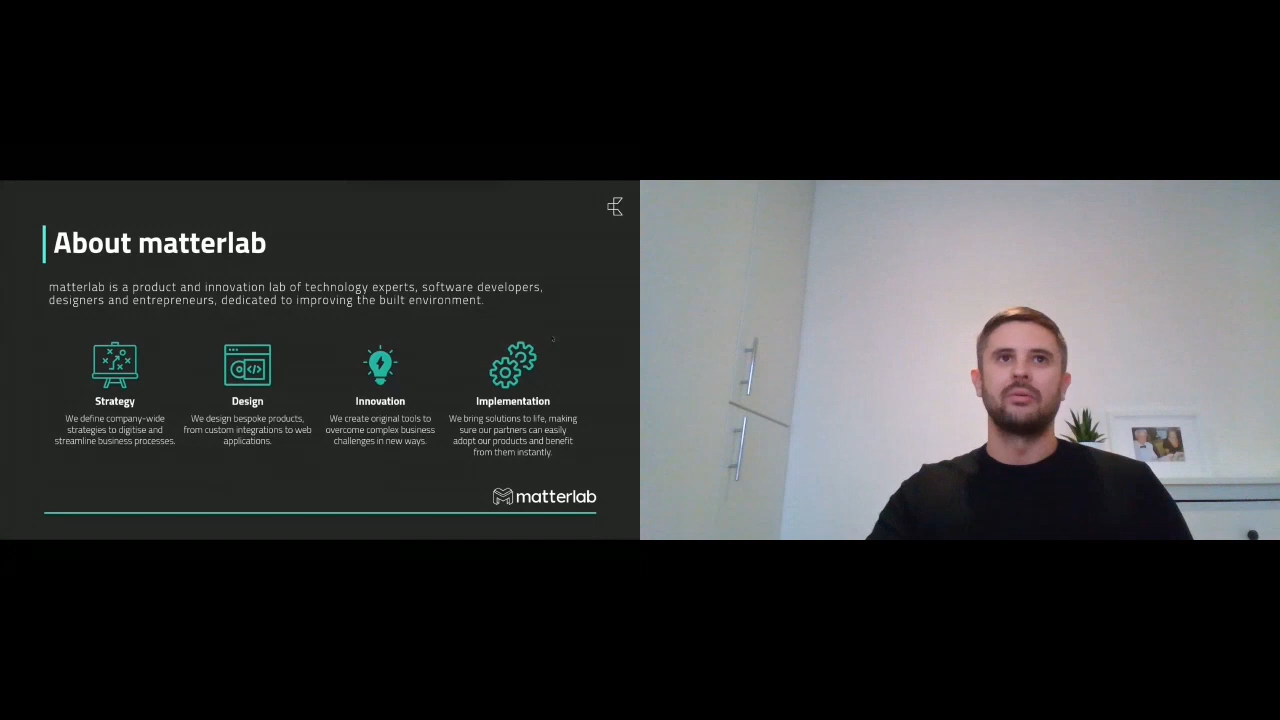 About matterlab
matterlab is a product and innovation lab of technology experts, software developers,
designers and entrepreneurs, dedicated to improving the built environment.
Strategy
We define company-wide
strategies to digitise and
streamline business processes.
Design
We design bespoke products,
from custom integrations to web
applications.
Innovation
We create original tools to
overcome complex business
challenges in new ways.
Implementation
We bring solutions to life, making
sure our partners can easily
adopt our products and benefit
from them instantly.
matterlab